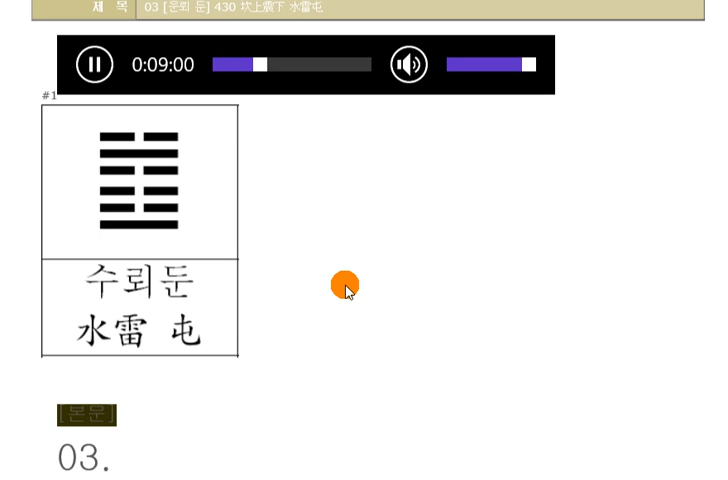 제 목 03 [운뢰 둔] 430 坎上震下 水雷屯
0:09:00
#1
수뢰둔
水雷 屯
[본문]
03.